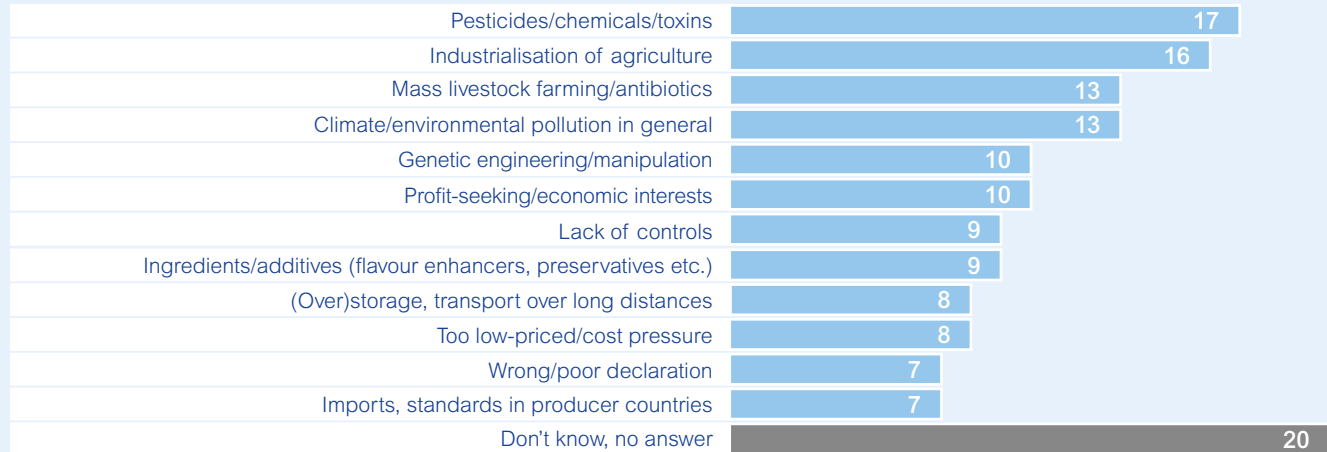 Pesticides/chemicals/toxins 17
Industrialisation of agriculture 16
Mass livestock farming/antibiotics 13
Climate/environmental pollution in general 13
Genetic engineering/manipulation 10
Profit-seeking/economic interests 10
Lack of controls 9
Ingredients/additives (flavour enhancers, preservatives etc.) 9
(Over)storage, transport over long distances 8
Too low-priced/cost pressure 8
Wrong/poor declaration 7
Imports, standards in producer countries 7
Don't know, no answer 20